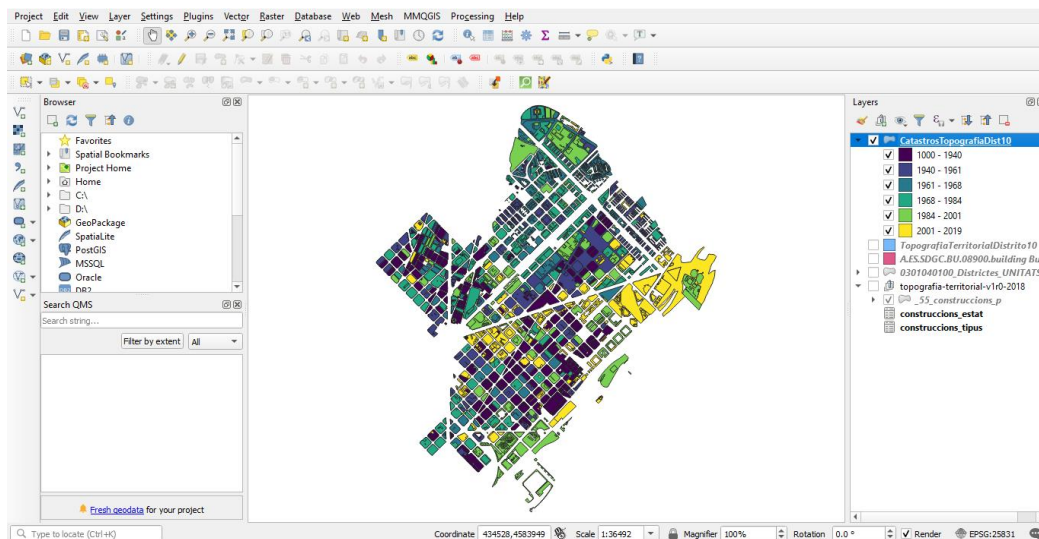 Project Edit View Layer Settings Plugins Vector Raster Database Web Mesh MMQGIS Processing Help
Browser
Favorites
Spatial Bookmarks
Project Home
Home
C:\
D:\
GeoPackage
SpatiaLite
PostGIS
MSSQL
Oracle
DB2
Search QMS
Search string...
Filter by extent All
Fresh geodata for your project
Layers
CatastrosTopografiaDist10
1000 - 1940
1940 - 1961
1961 - 1968
1968 - 1984
1984 - 2001
2001 - 2019
TopografiaTerritorialDistrito10
A.ES.SDGC.BU.08900.building Bu
0301040100_Districtes_UNITATS
topografia-territorial-v1r0-2018
_55_construccions_p
construccions_estat
construccions_tipus
Type to locate (Ctrl+K) Coordinate 434528,4583949 Scale 1:36492 Magnifier 100% Rotation 0.0 ° Render EPSG:25831